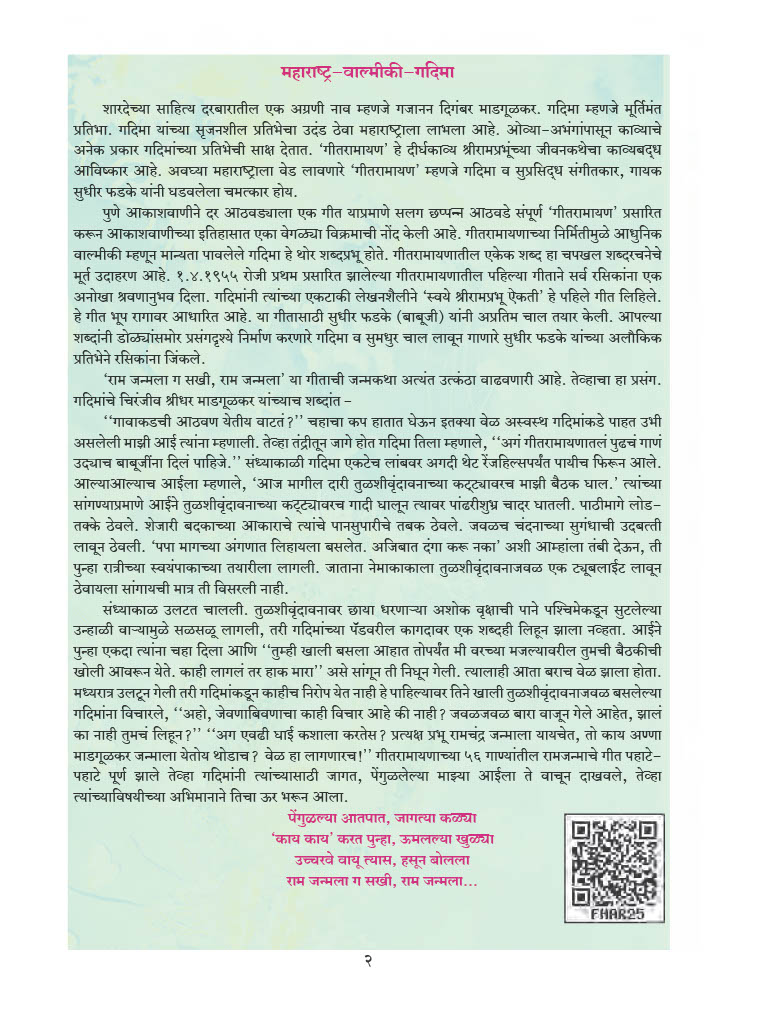 महाराष्ट्र-वाल्मीकी-गदिमा
शारदेच्या साहित्य दरबारातील एक अग्रणी नाव म्हणजे गजानन दिगंबर माडगूळकर. गदिमा म्हणजे मूर्तिमंत
प्रतिभा. गदिमा यांच्या सृजनशील प्रतिभेचा उदंड ठेवा महाराष्ट्राला लाभला आहे. ओव्या-अभंगांपासून काव्याचे
अनेक प्रकार गदिमांच्या प्रतिभेची साक्ष देतात. ‘गीतरामायण’ हे दीर्घकाव्य श्रीरामप्रभूंच्या जीवनकथेचा काव्यबद्ध
आविष्कार आहे. अवघ्या महाराष्ट्राला वेड लावणारे ‘गीतरामायण’ म्हणजे गदिमा व सुप्रसिद्ध संगीतकार, गायक
सुधीर फडके यांनी घडवलेला चमत्कार होय.
पुणे आकाशवाणीने दर आठवड्याला एक गीत याप्रमाणे सलग छप्पन्न आठवडे संपूर्ण ‘गीतरामायण’ प्रसारित
करून आकाशवाणीच्या इतिहासात एका वेगळ्या विक्रमाची नोंद केली आहे. गीतरामायणाच्या निर्मितीमुळे आधुनिक
वाल्मीकी म्हणून मान्यता पावलेले गदिमा हे थोर शब्दप्रभू होते. गीतरामायणातील एकेक शब्द हा चपखल शब्दरचनेचे
मूर्त उदाहरण आहे. १.४.१९५५ रोजी प्रथम प्रसारित झालेल्या गीतरामायणातील पहिल्या गीताने सर्व रसिकांना एक
अनोखा श्रवणानुभव दिला. गदिमांनी त्यांच्या एकटाकी लेखनशैलीने ‘स्वये श्रीरामप्रभू ऐकती’ हे पहिले गीत लिहिले.
हे गीत भूप रागावर आधारित आहे. या गीतासाठी सुधीर फडके (बाबूजी) यांनी अप्रतिम चाल तयार केली. आपल्या
शब्दांनी डोळ्यांसमोर प्रसंगदृश्ये निर्माण करणारे गदिमा व सुमधुर चाल लावून गाणारे सुधीर फडके यांच्या अलौकिक
प्रतिभेने रसिकांना जिंकले.
‘राम जन्मला ग सखी, राम जन्मला’ या गीताची जन्मकथा अत्यंत उत्कंठा वाढवणारी आहे. तेव्हाचा हा प्रसंग.
गदिमांचे चिरंजीव श्रीधर माडगूळकर यांच्याच शब्दांत -
‘‘गावाकडची आठवण येतीय वाटतं?’’ चहाचा कप हातात घेऊन इतक्या वेळ अस्वस्थ गदिमांकडे पाहत उभी
असलेली माझी आई त्यांना म्हणाली. तेव्हा तंद्रीतून जागे होत गदिमा तिला म्हणाले, ‘‘अगं गीतरामायणातलं पुढचं गाणं
उद्याच बाबूजींना दिलं पाहिजे.’’ संध्याकाळी गदिमा एकटेच लांबवर अगदी थेट रेंजहिल्सपर्यंत पायीच फिरून आले.
आल्याआल्याच आईला म्हणाले, ‘आज मागील दारी तुळशीवृंदावनाच्या कट्ट्यावरच माझी बैठक घाल.’ त्यांच्या
सांगण्याप्रमाणे आईने तुळशीवृंदावनाच्या कट्ट्यावरच गादी घालून त्यावर पांढरीशुभ्र चादर घातली. पाठीमागे लोड-
तक्के ठेवले. शेजारी बदकाच्या आकाराचे त्यांचे पानसुपारीचे तबक ठेवले. जवळच चंदनाच्या सुगंधाची उदबत्ती
लावून ठेवली. ‘पपा मागच्या अंगणात लिहायला बसलेत. अजिबात दंगा करू नका’ अशी आम्हांला तंबी देऊन, ती
पुन्हा रात्रीच्या स्वयंपाकाच्या तयारीला लागली. जाताना नेमाकाकाला तुळशीवृंदावनाजवळ एक ट्यूबलाईट लावून
ठेवायला सांगायची मात्र ती विसरली नाही.
संध्याकाळ उलटत चालली. तुळशीवृंदावनावर छाया धरणाऱ्या अशोक वृक्षाची पाने पश्चिमेकडून सुटलेल्या
उन्हाळी वाऱ्यामुळे सळसळू लागली, तरी गदिमांच्या पॅडवरील कागदावर एक शब्दही लिहून झाला नव्हता. आईने
पुन्हा एकदा त्यांना चहा दिला आणि ‘‘तुम्ही खाली बसला आहात तोपर्यंत मी वरच्या मजल्यावरील तुमची बैठकीची
खोली आवरून येते. काही लागलं तर हाक मारा’’ असे सांगून ती निघून गेली. त्यालाही आता बराच वेळ झाला होता.
मध्यरात्र उलटून गेली तरी गदिमांकडून काहीच निरोप येत नाही हे पाहिल्यावर तिने खाली तुळशीवृंदावनाजवळ बसलेल्या
गदिमांना विचारले, ‘‘अहो, जेवणाबिवणाचा काही विचार आहे की नाही? जवळजवळ बारा वाजून गेले आहेत, झालं
का नाही तुमचं लिहून?’’ ‘‘अग एवढी घाई कशाला करतेस? प्रत्यक्ष प्रभू रामचंद्र जन्माला यायचेत, तो काय अण्णा
माडगूळकर जन्माला येतोय थोडाच? वेळ हा लागणारच!’’ गीतरामायणाच्या ५६ गाण्यांतील रामजन्माचे गीत पहाटे-
पहाटे पूर्ण झाले तेव्हा गदिमांनी त्यांच्यासाठी जागत, पेंगुळलेल्या माझ्या आईला ते वाचून दाखवले, तेव्हा
त्यांच्याविषयीच्या अभिमानाने तिचा ऊर भरून आला.
पेंगुळल्या आतपात, जागत्या कळ्या
‘काय काय’ करत पुन्हा, ऊमलल्या खुळ्या
उच्चरवे वायू त्यास, हसून बोलला
राम जन्मला ग सखी, राम जन्मला...
FHAR25
२